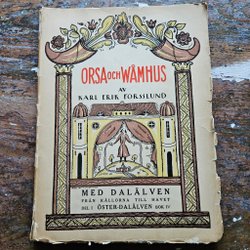 ORSA OCH WÅMHUS
AV
KARL ERIK FORSSLUND
MED DALÄLVEN
FRÅN KÄLLORNA TILL HAVET
DEL I ÖSTER-DALÄLVEN BOK IV